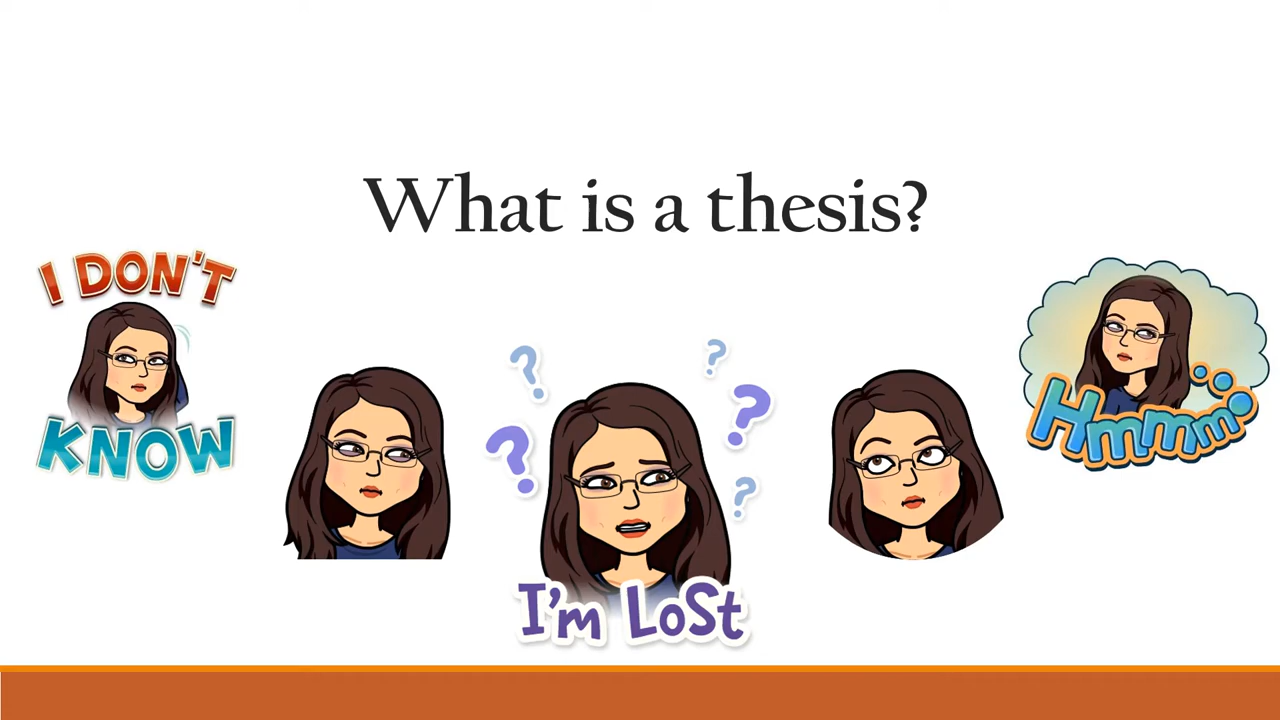 What is a thesis?
I DON'T
KNOW
? ? ? ? ?
I'm LoSt
Hmmm